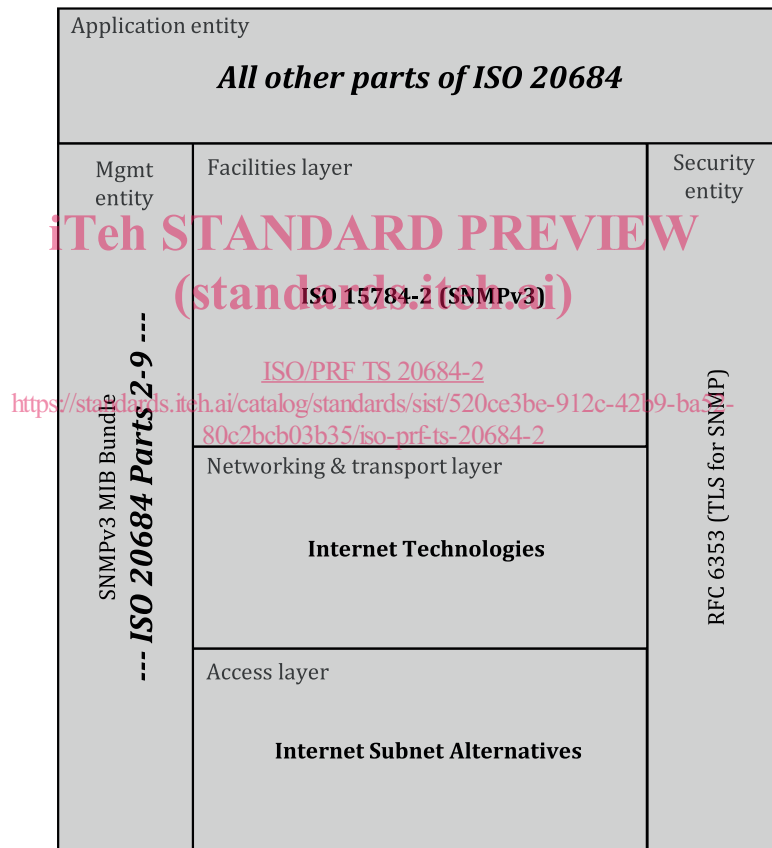 Application entity
All other parts of ISO 20684
Mgmt
entity
Facilities layer
Security
entity
iTeh STANDARD PREVIEW
(standards.iteh.ai)
ISO 15784-2 (SNMPv3)
ISO/PRF TS 20684-2
https://standards.iteh.ai/catalog/standards/sist/520ce3be-912c-42b9-ba52-
80c2bcb03b35/iso-prf-ts-20684-2
SNMPv3 MIB Bundle
--- ISO 20684 Parts 2-9 ---
RFC 6353 (TLS for SNMP)
Networking & transport layer
Internet Technologies
Access layer
Internet Subnet Alternatives